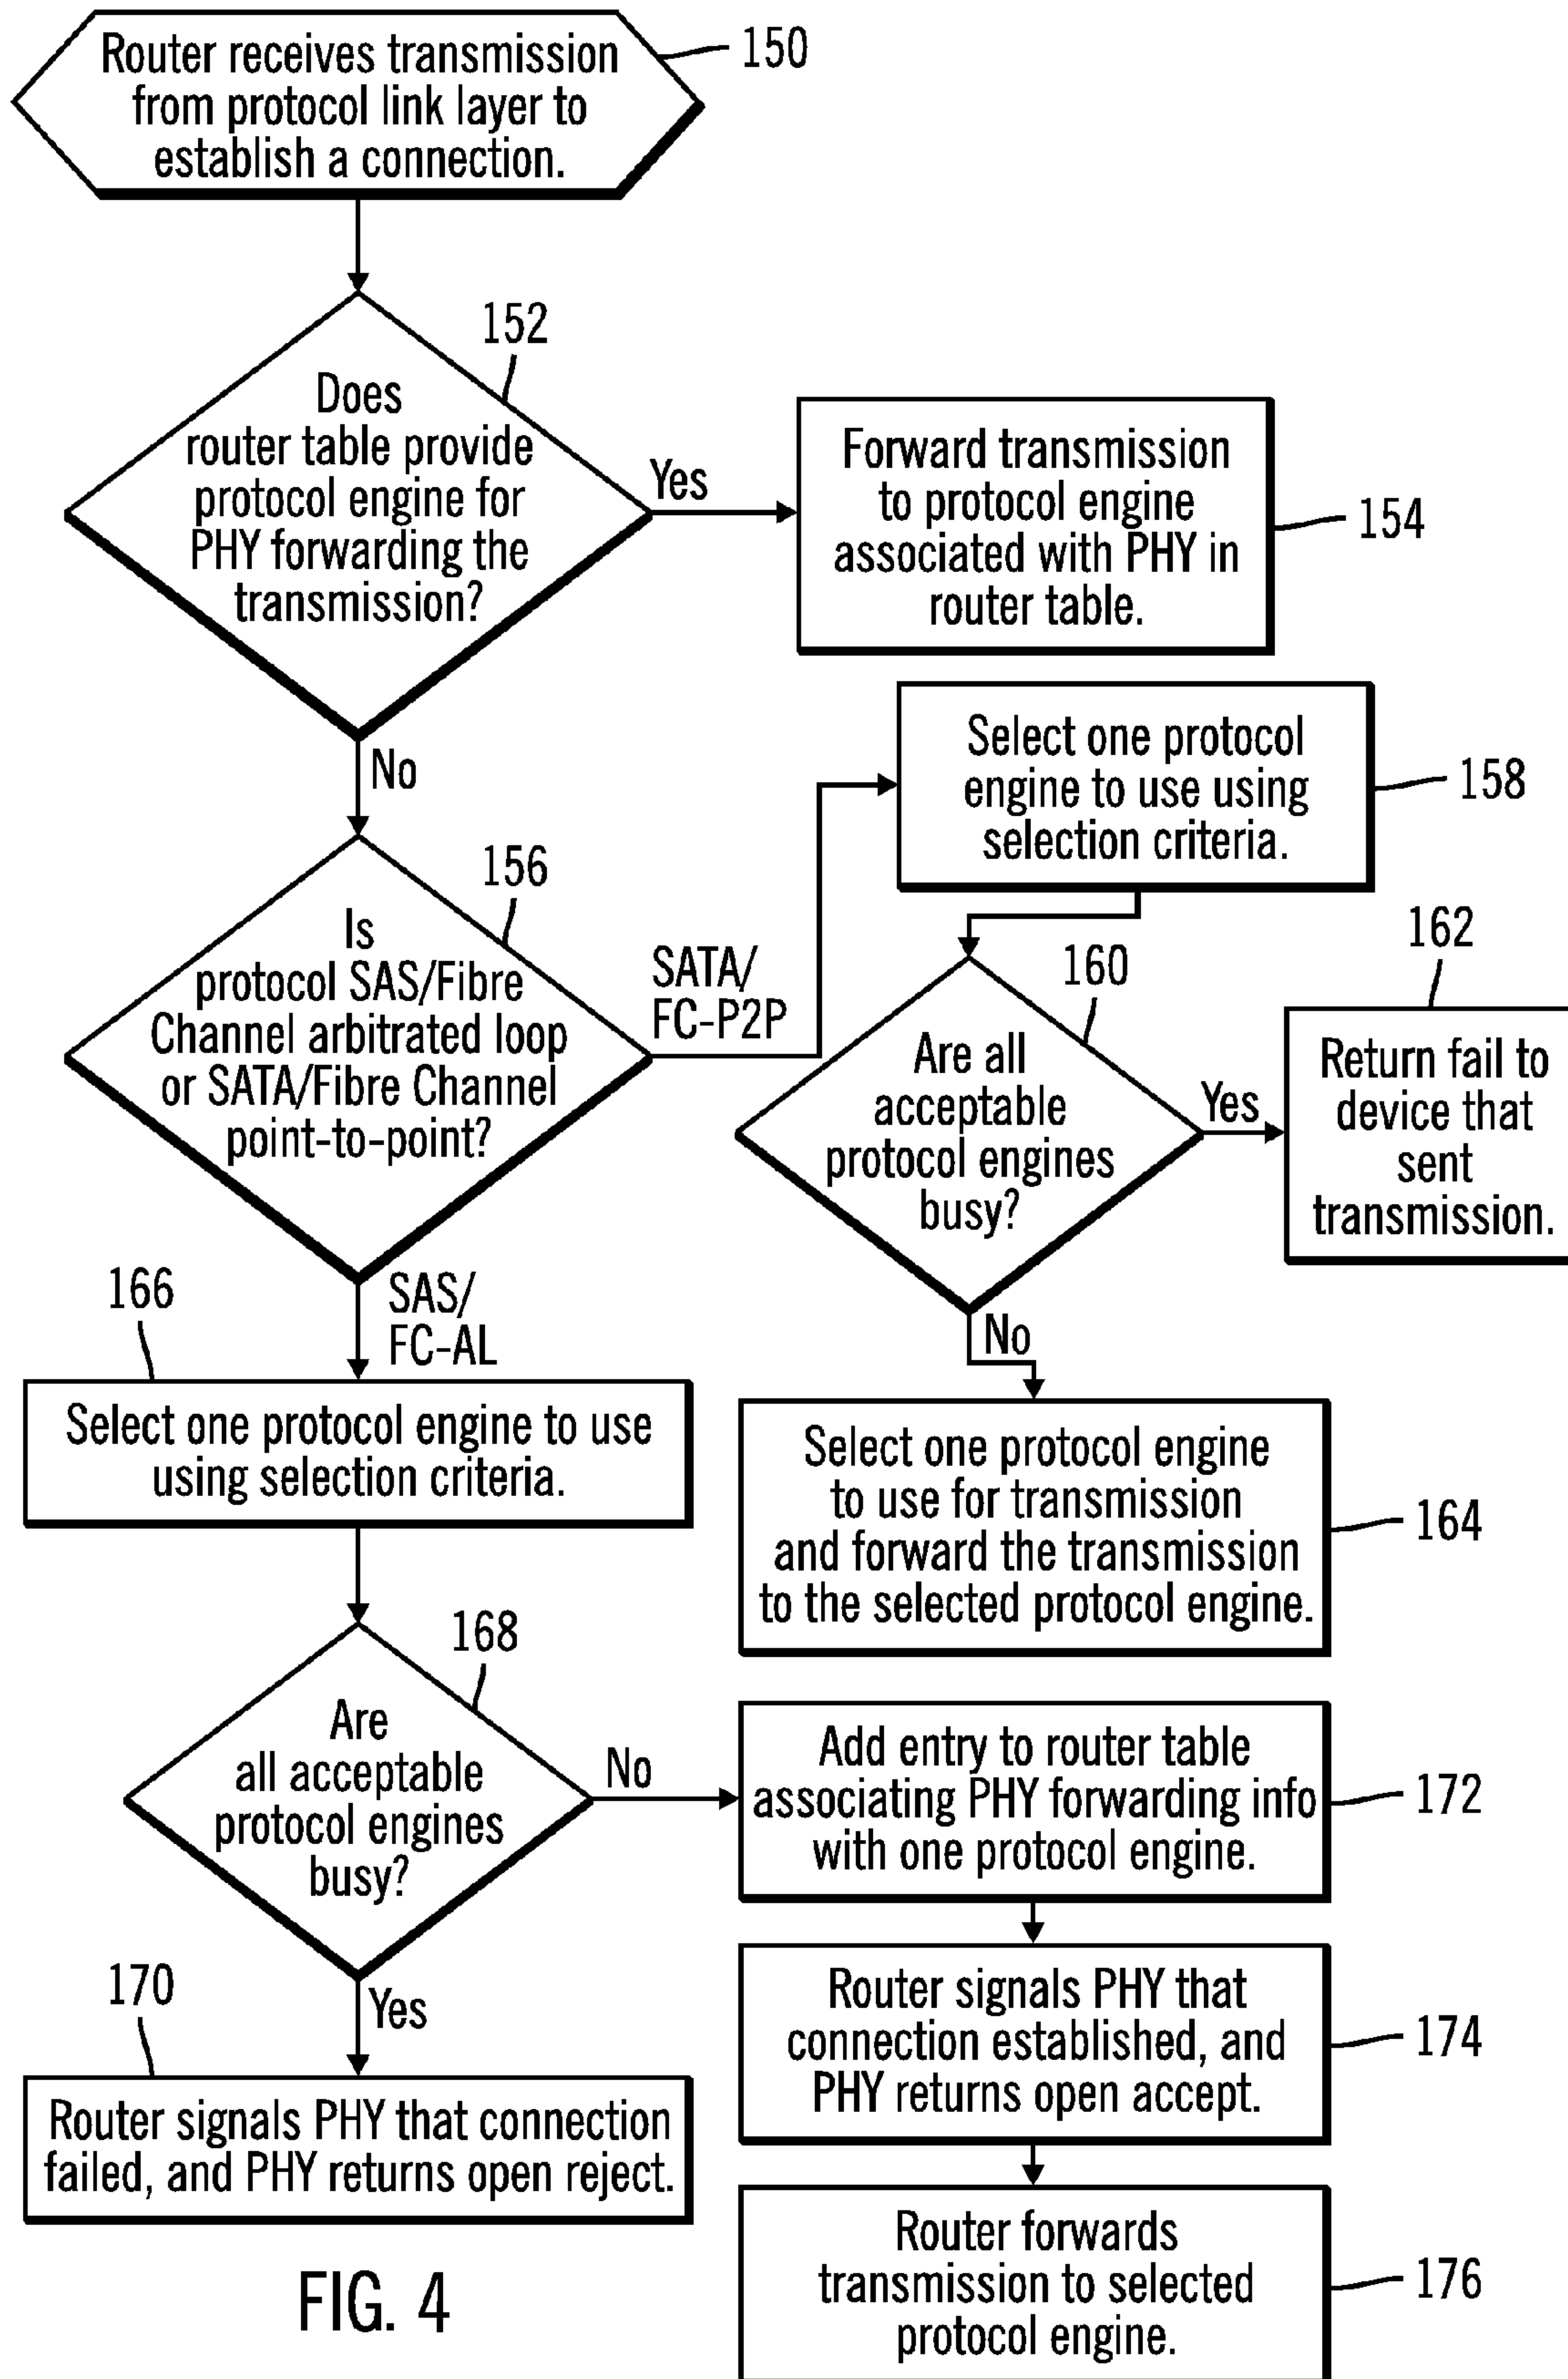 Router receives transmission
from protocol link layer to
establish a connection.
150
152
Does
router table provide
protocol engine for
PHY forwarding the
transmission?
Yes
Forward transmission
to protocol engine
associated with PHY in
router table.
154
No
156
Is
protocol SAS/Fibre
Channel arbitrated loop
or SATA/Fibre Channel
point-to-point?
SATA/
FC-P2P
Select one protocol
engine to use using
selection criteria.
158
160
Are all
acceptable
protocol engines
busy?
Yes
162
Return fail to
device that
sent
transmission.
No
Select one protocol engine
to use for transmission
and forward the transmission
to the selected protocol engine.
164
SAS/
FC-AL
166
Select one protocol engine to use
using selection criteria.
168
Are
all acceptable
protocol engines
busy?
No
Add entry to router table
associating PHY forwarding info
with one protocol engine.
172
Yes
170
Router signals PHY that connection
failed, and PHY returns open reject.
Router signals PHY that
connection established, and
PHY returns open accept.
174
Router forwards
transmission to selected
protocol engine.
176
FIG. 4